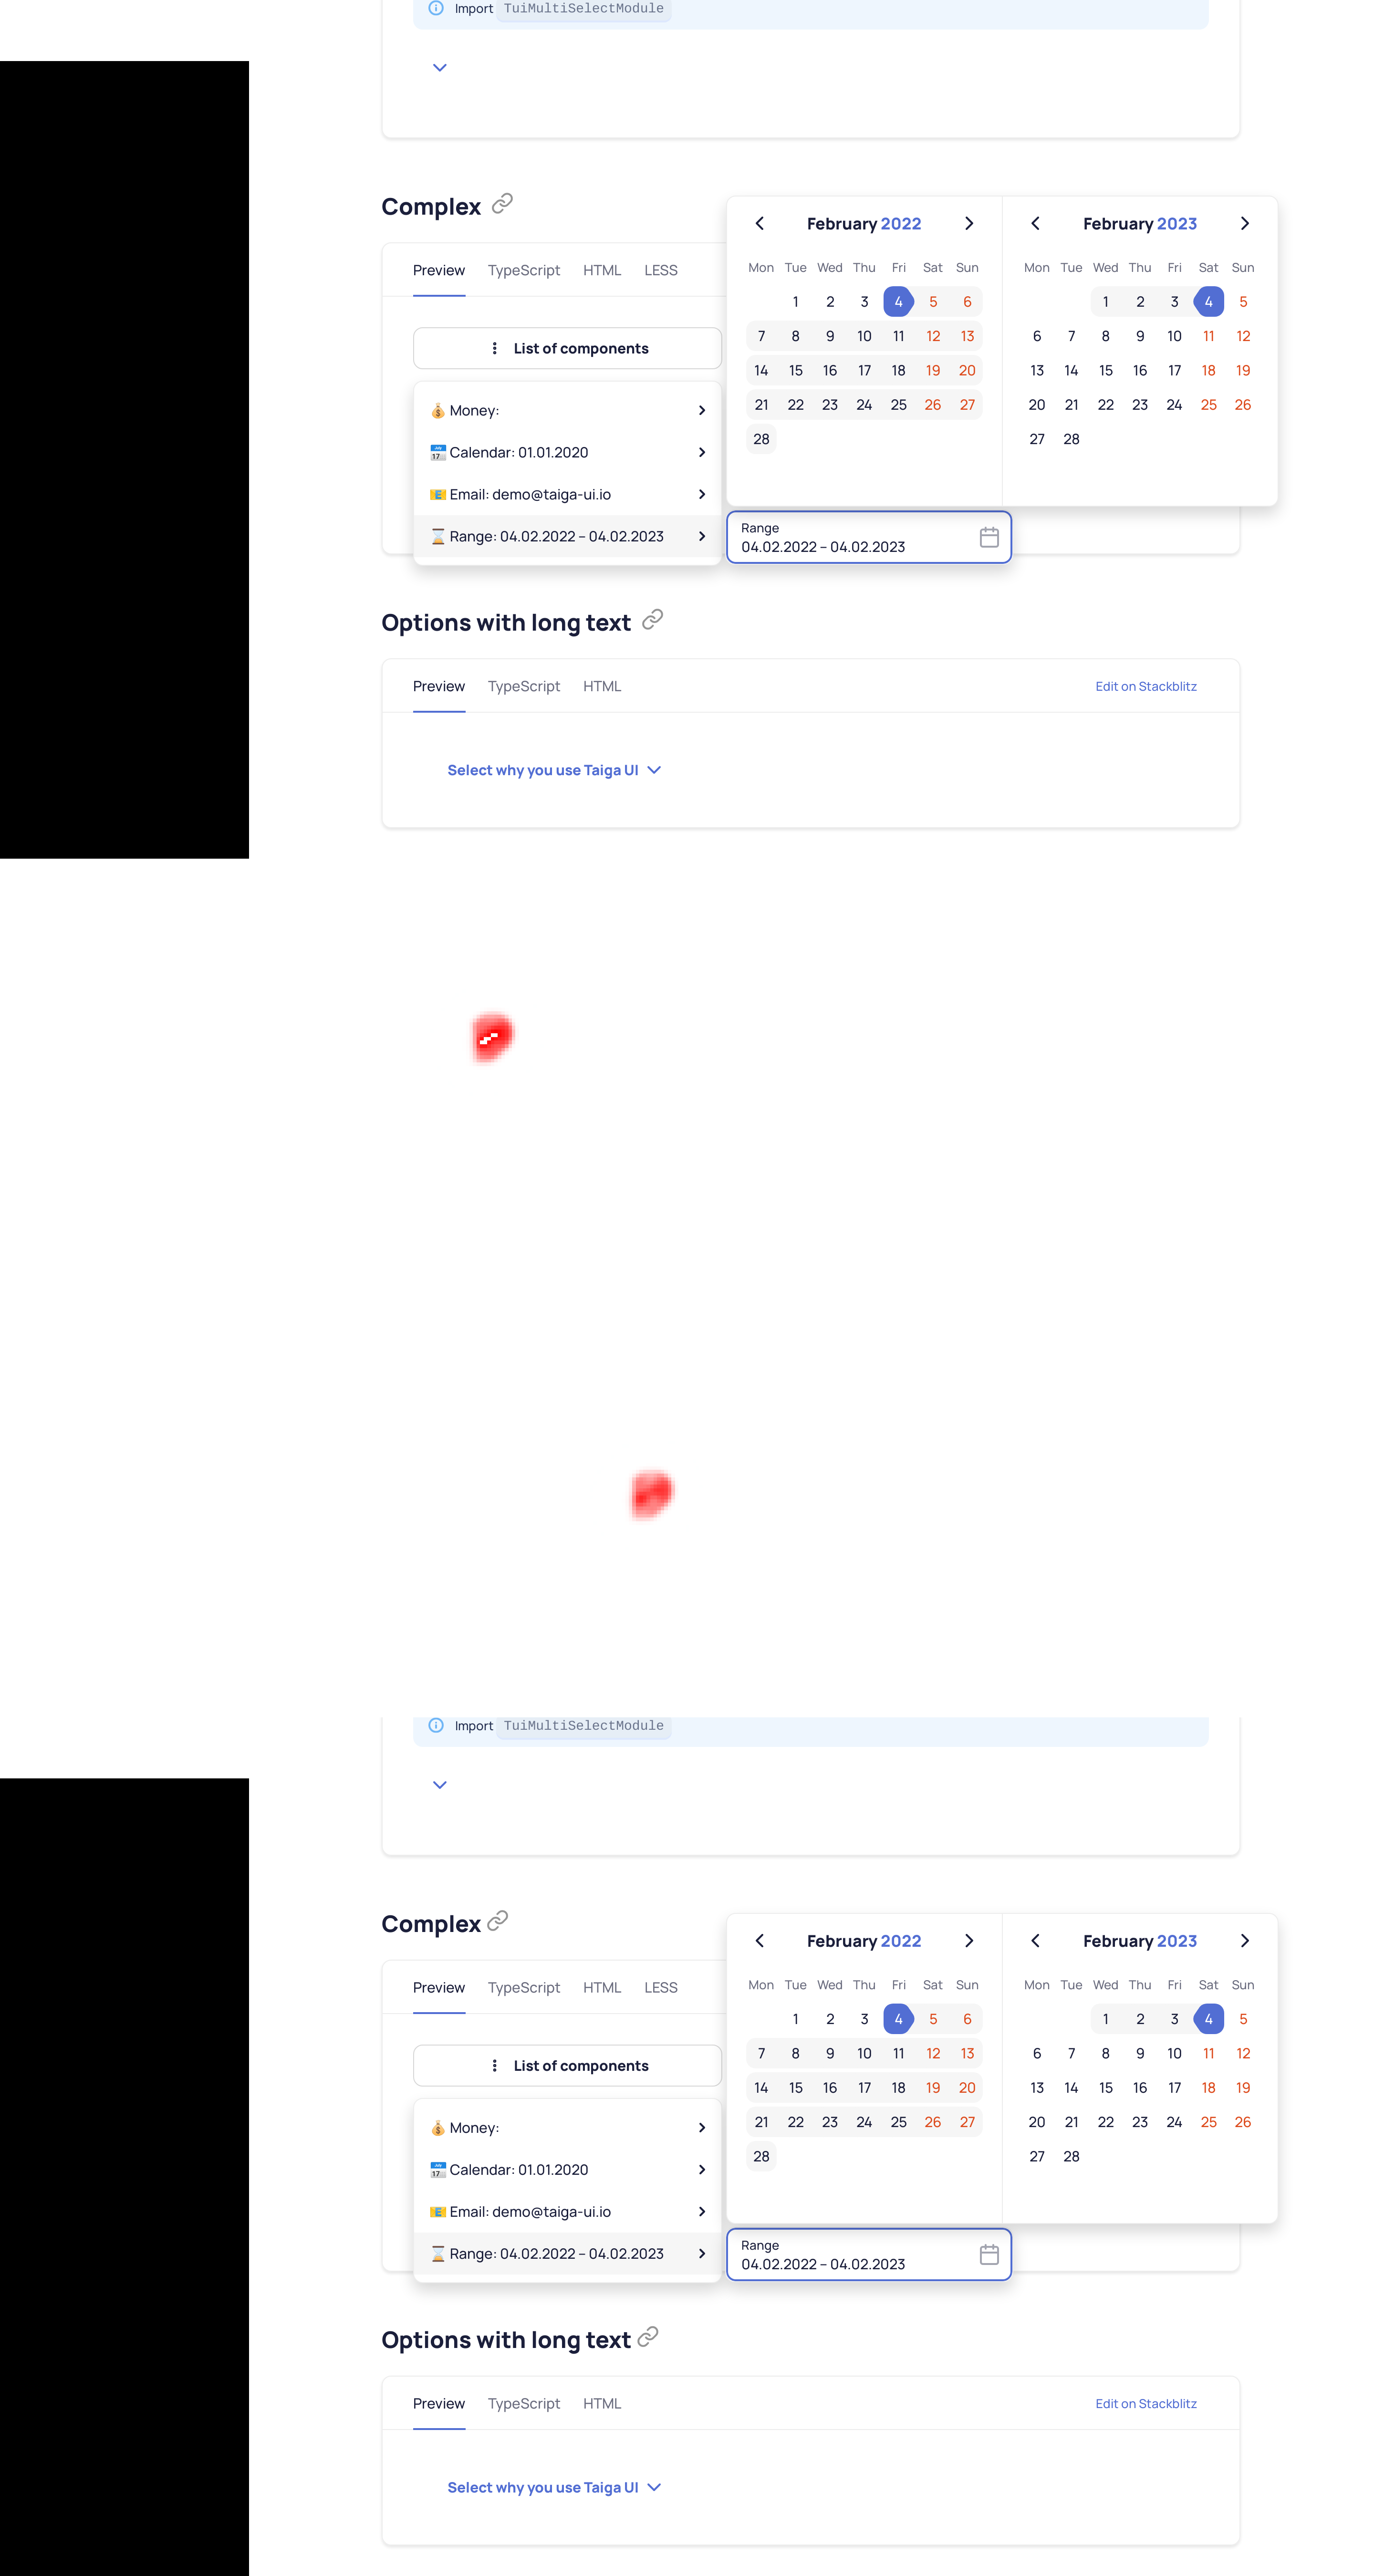 Import TuiMultiSelectModule
Complex
Preview TypeScript HTML LESS
List of components
Money:
Calendar: 01.01.2020
Email: demo@taiga-ui.io
Range: 04.02.2022 – 04.02.2023
February 2022
Mon Tue Wed Thu Fri Sat Sun
1 2 3 4 5 6
7 8 9 10 11 12 13
14 15 16 17 18 19 20
21 22 23 24 25 26 27
28
February 2023
Mon Tue Wed Thu Fri Sat Sun
1 2 3 4 5
6 7 8 9 10 11 12
13 14 15 16 17 18 19
20 21 22 23 24 25 26
27 28
Range
04.02.2022 – 04.02.2023
Options with long text
Preview TypeScript HTML Edit on Stackblitz
Select why you use Taiga UI
Import TuiMultiSelectModule
Complex
Preview TypeScript HTML LESS
List of components
Money:
Calendar: 01.01.2020
Email: demo@taiga-ui.io
Range: 04.02.2022 – 04.02.2023
February 2022
Mon Tue Wed Thu Fri Sat Sun
1 2 3 4 5 6
7 8 9 10 11 12 13
14 15 16 17 18 19 20
21 22 23 24 25 26 27
28
February 2023
Mon Tue Wed Thu Fri Sat Sun
1 2 3 4 5
6 7 8 9 10 11 12
13 14 15 16 17 18 19
20 21 22 23 24 25 26
27 28
Range
04.02.2022 – 04.02.2023
Options with long text
Preview TypeScript HTML Edit on Stackblitz
Select why you use Taiga UI